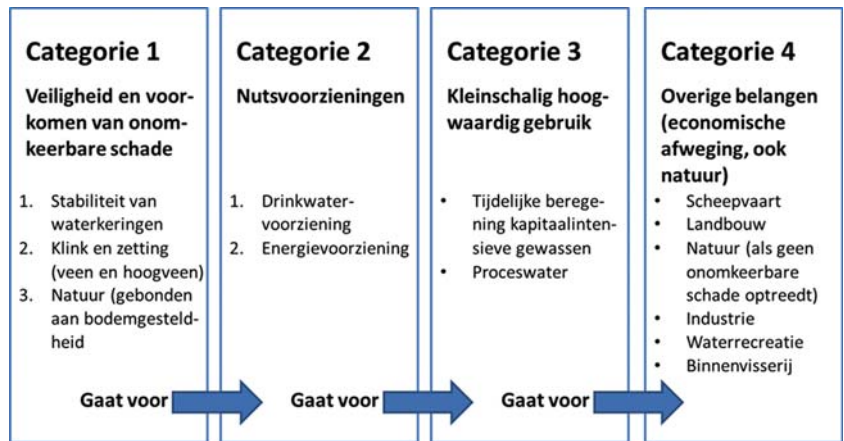 Categorie 1
Veiligheid en voor-
komen van onom-
keerbare schade
1. Stabiliteit van
waterkeringen
2. Klink en zetting
(veen en hoogveen)
3. Natuur (gebonden
aan bodemgesteld-
heid
Gaat voor
Categorie 2
Nutsvoorzieningen
1. Drinkwater-
voorziening
2. Energievoorziening
Gaat voor
Categorie 3
Kleinschalig hoog-
waardig gebruik
• Tijdelijke berege-
ning kapitaalinten-
sieve gewassen
• Proceswater
Gaat voor
Categorie 4
Overige belangen
(economische
afweging, ook
natuur)
• Scheepvaart
• Landbouw
• Natuur (als geen
onomkeerbare
schade optreedt)
• Industrie
• Waterrecreatie
• Binnenvisserij